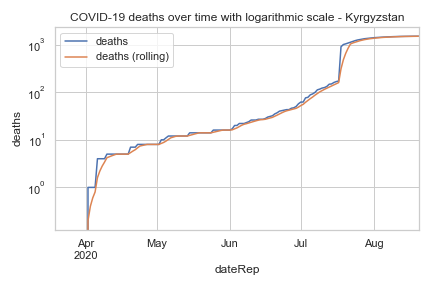 COVID-19 deaths over time with logarithmic scale - Kyrgyzstan
deaths
deaths (rolling)
10³
10²
10¹
10⁰
deaths
Apr May Jun Jul Aug
2020
dateRep